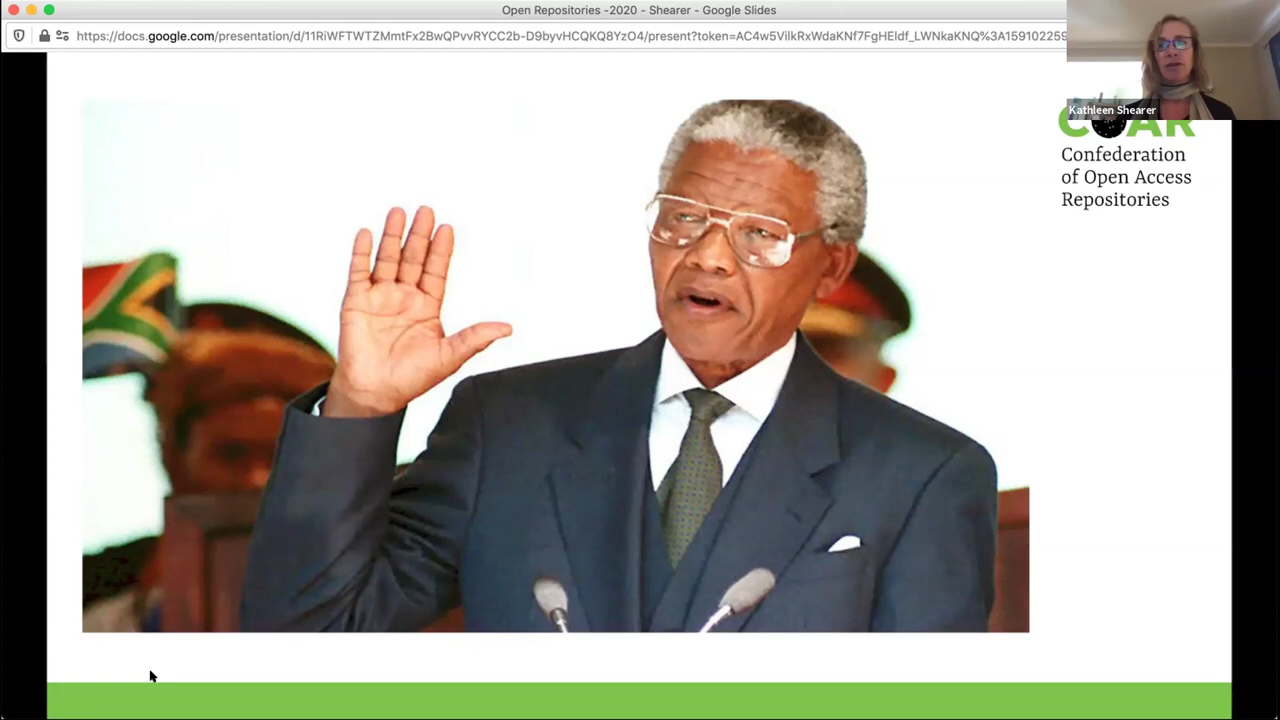 Open Repositories -2020 - Shearer - Google Slides
https://docs.google.com/presentation/d/11RiWFTWTZMmtFx2BwQPvvRYCC2b-D9byvHCQKQ8YzO4/present?token=AC4w5VilkRxWdaKNf7FgHEldf_LWNkaKNQ%3A159102259
Kathleen Shearer
COAR
Confederation
of Open Access
Repositories